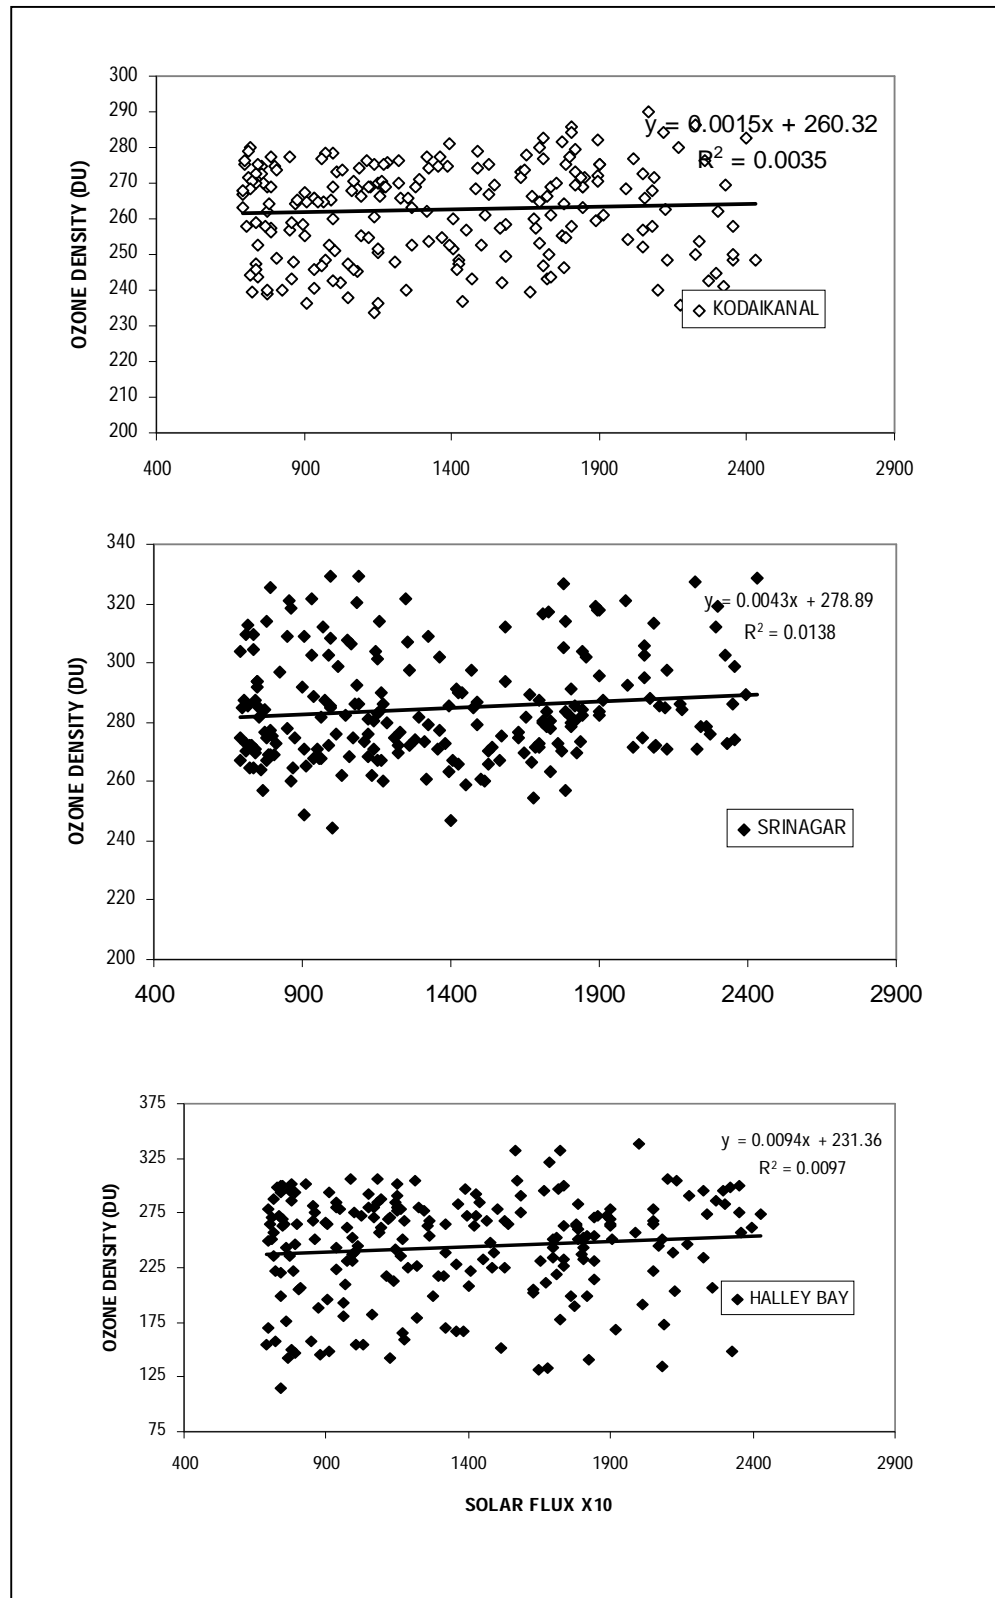 300
290
280
270
260
250
240
230
220
210
200
OZONE DENSITY (DU)
y = 0.0015x + 260.32
R² = 0.0035
KODAIKANAL
400 900 1400 1900 2400 2900
340
320
300
280
260
240
220
200
OZONE DENSITY (DU)
y = 0.0043x + 278.89
R² = 0.0138
SRINAGAR
400 900 1400 1900 2400 2900
375
325
275
225
175
125
75
OZONE DENSITY (DU)
y = 0.0094x + 231.36
R² = 0.0097
HALLEY BAY
400 900 1400 1900 2400 2900
SOLAR FLUX X10